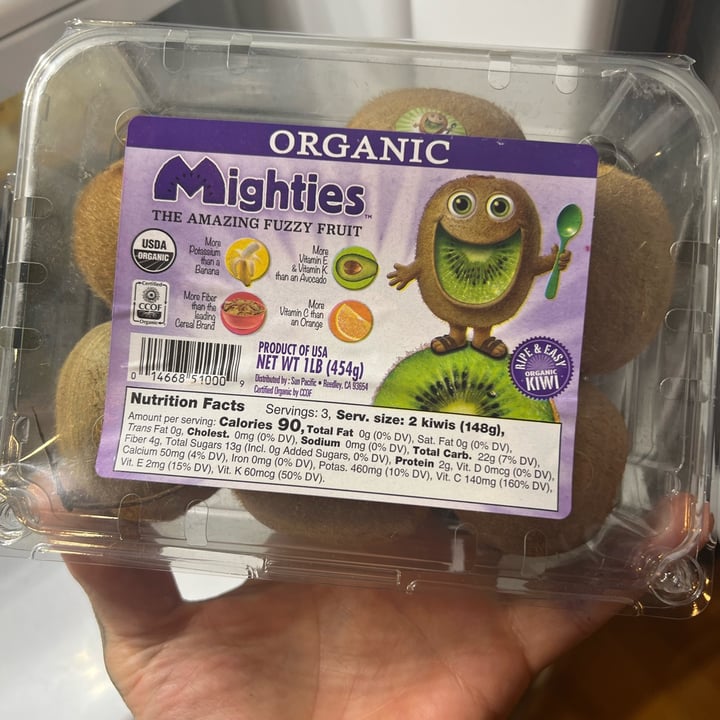 ORGANIC
Mighties™
THE AMAZING FUZZY FRUIT
USDA
ORGANIC
More
Potassium
than a
Banana
More
Vitamin E
& Vitamin K
than an Avocado
Certified
CCOF
Organic
More Fiber
than the
leading
Cereal Brand
More
Vitamin C than
an Orange
0 14668 51000 9
PRODUCT OF USA
NET WT 1LB (454g)
Distributed by: Sun Pacific • Reedley, CA 93654
Certified Organic by CCOF
RIPE & EASY
ORGANIC
KIWI
Nutrition Facts Servings: 3, Serv. size: 2 kiwis (148g),
Amount per serving: Calories 90, Total Fat 0g (0% DV), Sat. Fat 0g (0% DV),
Trans Fat 0g, Cholest. 0mg (0% DV), Sodium 0mg (0% DV), Total Carb. 22g (7% DV),
Fiber 4g, Total Sugars 13g (Incl. 0g Added Sugars, 0% DV), Protein 2g, Vit. D 0mcg (0% DV),
Calcium 50mg (4% DV), Iron 0mg (0% DV), Potas. 460mg (10% DV), Vit. C 140mg (160% DV),
Vit. E 2mg (15% DV), Vit. K 60mcg (50% DV).